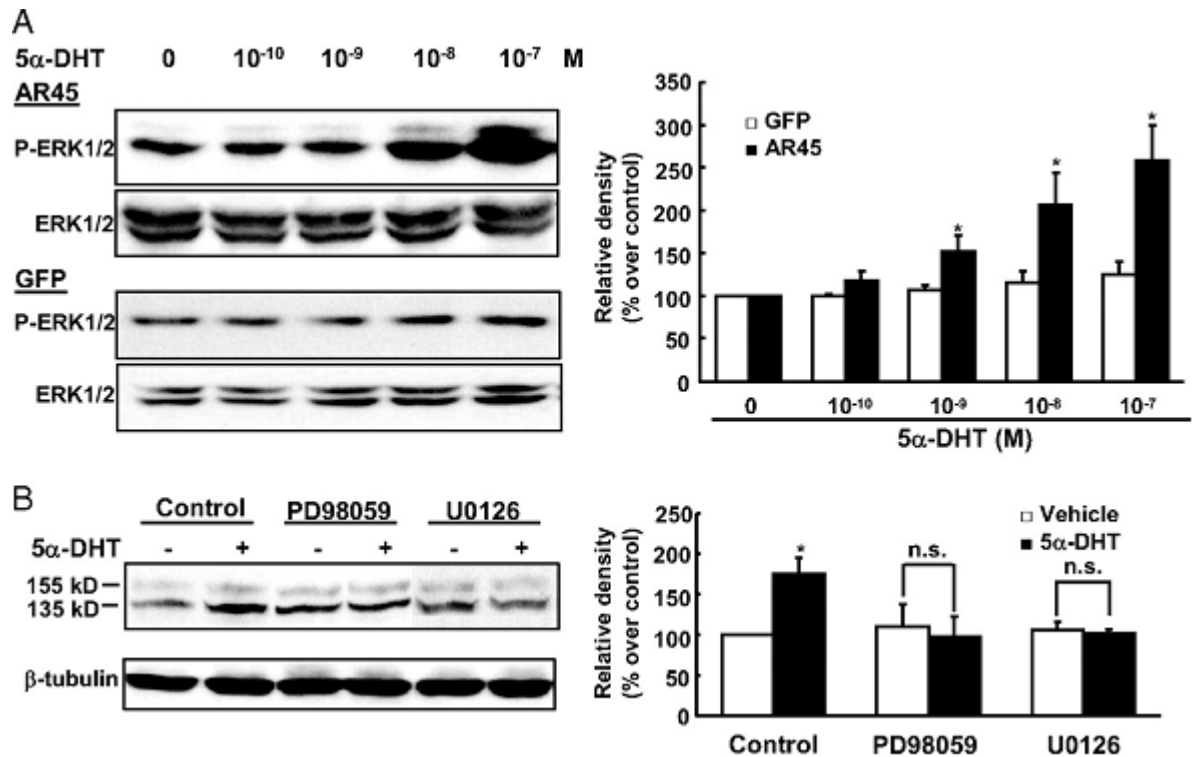 A
5α-DHT 0 10⁻¹⁰ 10⁻⁹ 10⁻⁸ 10⁻⁷ M
AR45
P-ERK1/2
ERK1/2
GFP
P-ERK1/2
ERK1/2
Relative density
(% over control)
350
300
250
200
150
100
50
0
GFP
AR45
*
*
*
0 10⁻¹⁰ 10⁻⁹ 10⁻⁸ 10⁻⁷
5α-DHT (M)
B
Control PD98059 U0126
5α-DHT - + - + - +
155 kD
135 kD
β-tubulin
Relative density
(% over control)
250
200
150
100
50
0
Vehicle
5α-DHT
*
n.s.
n.s.
Control PD98059 U0126